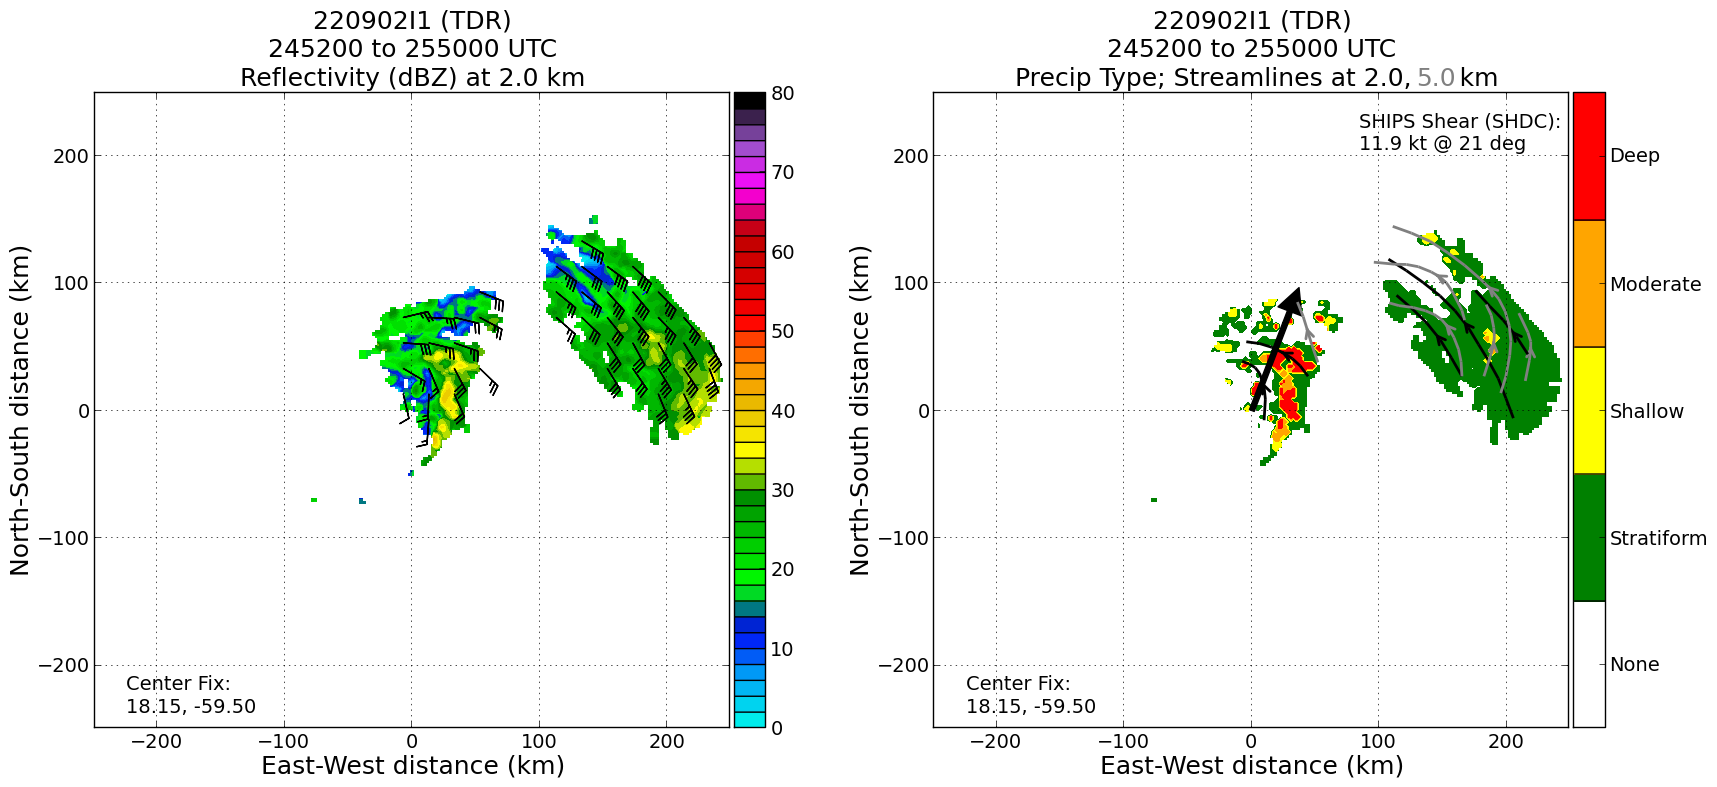 220902I1 (TDR)
245200 to 255000 UTC
Reflectivity (dBZ) at 2.0 km
North-South distance (km)
200
100
0
−100
−200
Center Fix:
18.15, -59.50
−200
−100
0
100
200
East-West distance (km)
80
70
60
50
40
30
20
10
0
220902I1 (TDR)
245200 to 255000 UTC
Precip Type; Streamlines at 2.0, 5.0 km
North-South distance (km)
200
100
0
−100
−200
SHIPS Shear (SHDC):
11.9 kt @ 21 deg
Center Fix:
18.15, -59.50
−200
−100
0
100
200
East-West distance (km)
Deep
Moderate
Shallow
Stratiform
None